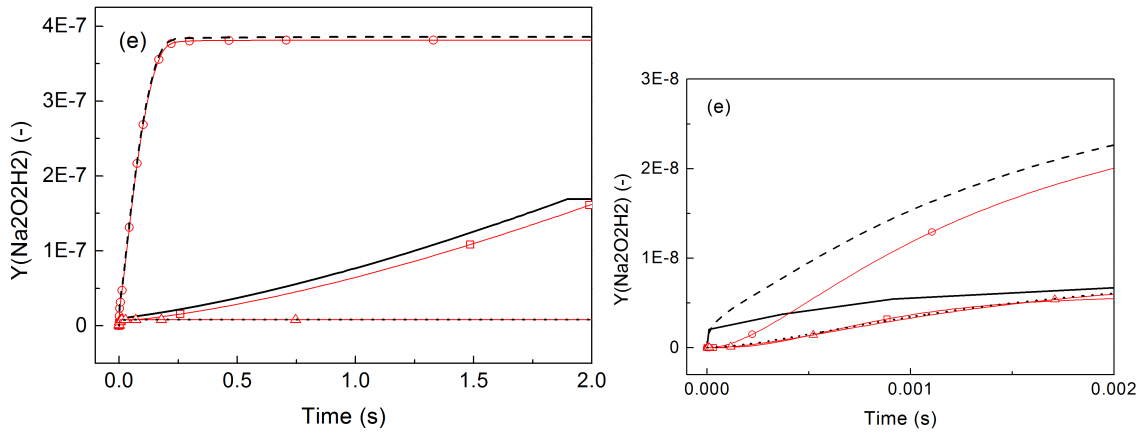 (e)
Y(Na2O2H2) (-)
4E-7
3E-7
2E-7
1E-7
0
0.0 0.5 1.0 1.5 2.0
Time (s)
(e)
Y(Na2O2H2) (-)
3E-8
2E-8
1E-8
0
0.000 0.001 0.002
Time (s)